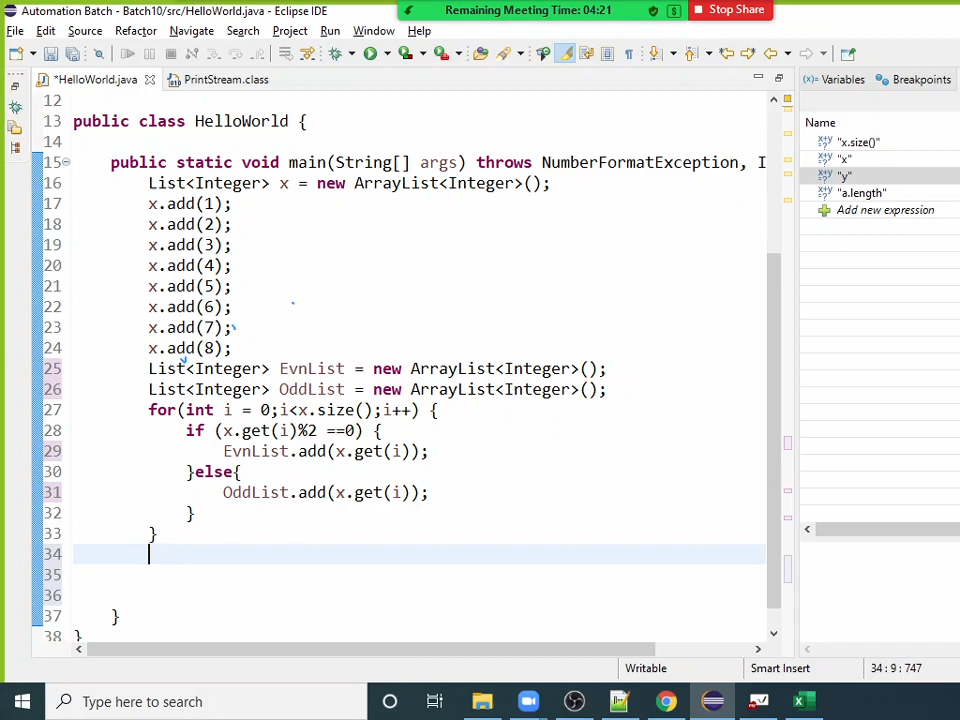 Automation Batch - Batch10/src/HelloWorld.java - Eclipse IDE
Remaining Meeting Time: 04:21
Stop Share
File Edit Source Refactor Navigate Search Project Run Window Help
*HelloWorld.java
PrintStream.class
(x)= Variables
Breakpoints
12
13 public class HelloWorld {
14
15 public static void main(String[] args) throws NumberFormatException, I
16 List<Integer> x = new ArrayList<Integer>();
17 x.add(1);
18 x.add(2);
19 x.add(3);
20 x.add(4);
21 x.add(5);
22 x.add(6);
23 x.add(7);
24 x.add(8);
25 List<Integer> EvnList = new ArrayList<Integer>();
26 List<Integer> OddList = new ArrayList<Integer>();
27 for(int i = 0;i<x.size();i++) {
28 if (x.get(i)%2 ==0) {
29 EvnList.add(x.get(i));
30 }else{
31 OddList.add(x.get(i));
32 }
33 }
34
35
36
37 }
38 }
Name
"x.size()"
"x"
"y"
"a.length"
Add new expression
Writable
Smart Insert
34 : 9 : 747
Type here to search